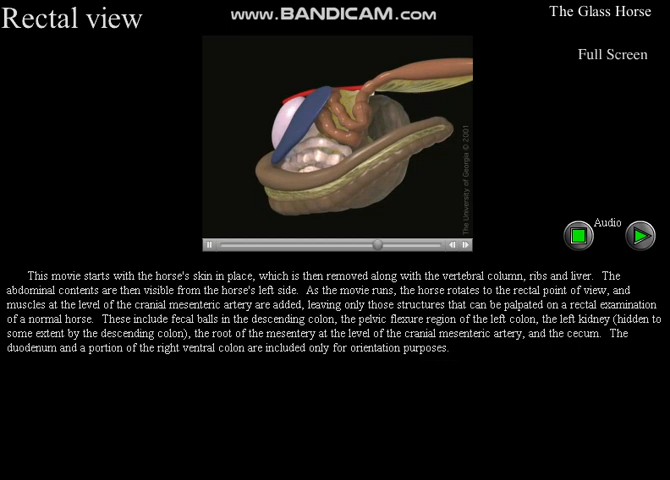 Rectal view
www.BANDICAM.com
The Glass Horse
Full Screen
The University of Georgia © 2001
Audio
This movie starts with the horse's skin in place, which is then removed along with the vertebral column, ribs and liver. The
abdominal contents are then visible from the horse's left side. As the movie runs, the horse rotates to the rectal point of view, and
muscles at the level of the cranial mesenteric artery are added, leaving only those structures that can be palpated on a rectal examination
of a normal horse. These include fecal balls in the descending colon, the pelvic flexure region of the left colon, the left kidney (hidden to
some extent by the descending colon), the root of the mesentery at the level of the cranial mesenteric artery, and the cecum. The
duodenum and a portion of the right ventral colon are included only for orientation purposes.